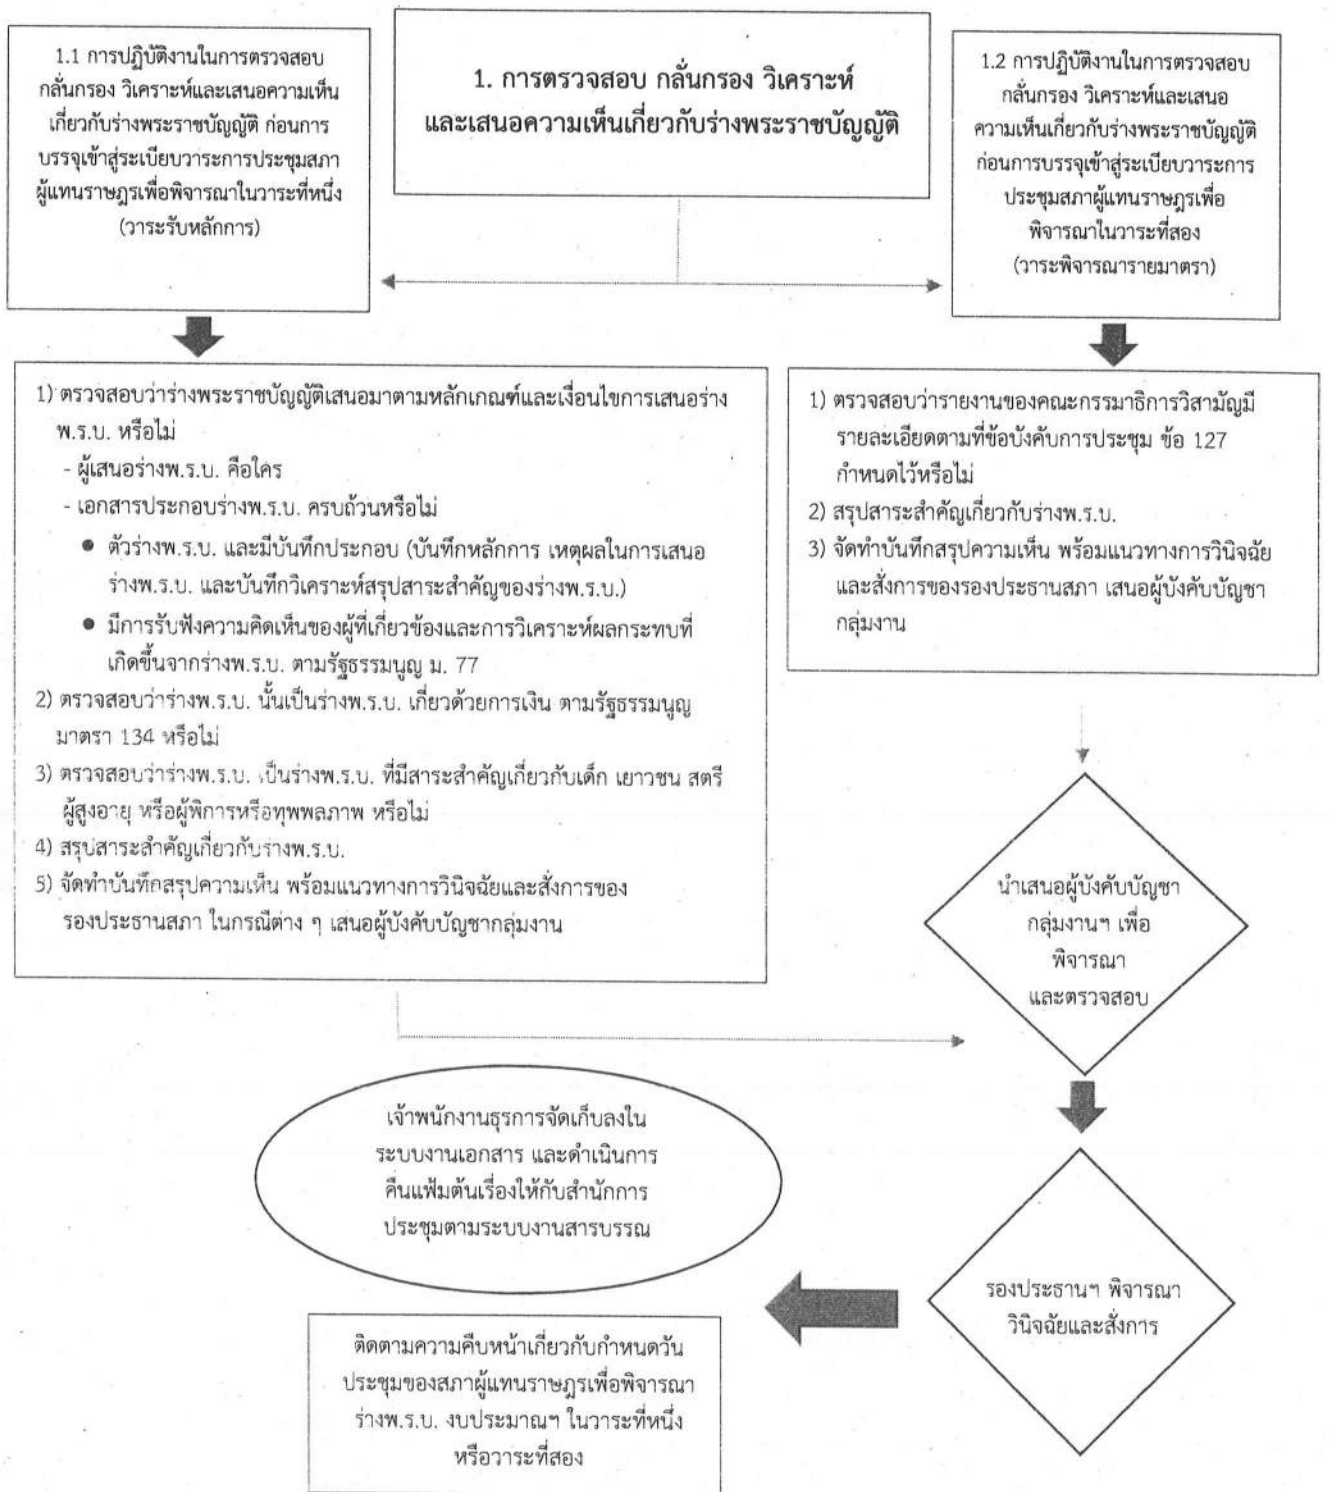 1. การตรวจสอบ กลั่นกรอง วิเคราะห์
และเสนอความเห็นเกี่ยวกับร่างพระราชบัญญัติ
1.1 การปฏิบัติงานในการตรวจสอบ
กลั่นกรอง วิเคราะห์และเสนอความเห็น
เกี่ยวกับร่างพระราชบัญญัติ ก่อนการ
บรรจุเข้าสู่ระเบียบวาระการประชุมสภา
ผู้แทนราษฎรเพื่อพิจารณาในวาระที่หนึ่ง
(วาระรับหลักการ)
1.2 การปฏิบัติงานในการตรวจสอบ
กลั่นกรอง วิเคราะห์และเสนอ
ความเห็นเกี่ยวกับร่างพระราชบัญญัติ
ก่อนการบรรจุเข้าสู่ระเบียบวาระการ
ประชุมสภาผู้แทนราษฎรเพื่อ
พิจารณาในวาระที่สอง
(วาระพิจารณารายมาตรา)
1) ตรวจสอบว่าร่างพระราชบัญญัติเสนอมาตามหลักเกณฑ์และเงื่อนไขการเสนอร่าง
พ.ร.บ. หรือไม่
- ผู้เสนอร่างพ.ร.บ. คือใคร
- เอกสารประกอบร่างพ.ร.บ. ครบถ้วนหรือไม่
● ตัวร่างพ.ร.บ. และมีบันทึกประกอบ (บันทึกหลักการ เหตุผลในการเสนอ
ร่างพ.ร.บ. และบันทึกวิเคราะห์สรุปสาระสำคัญของร่างพ.ร.บ.)
● มีการรับฟังความคิดเห็นของผู้ที่เกี่ยวข้องและการวิเคราะห์ผลกระทบที่
เกิดขึ้นจากร่างพ.ร.บ. ตามรัฐธรรมนูญ ม. 77
2) ตรวจสอบว่าร่างพ.ร.บ. นั้นเป็นร่างพ.ร.บ. เกี่ยวด้วยการเงิน ตามรัฐธรรมนูญ
มาตรา 134 หรือไม่
3) ตรวจสอบว่าร่างพ.ร.บ. เป็นร่างพ.ร.บ. ที่มีสาระสำคัญเกี่ยวกับเด็ก เยาวชน สตรี
ผู้สูงอายุ หรือผู้พิการหรือทุพพลภาพ หรือไม่
4) สรุปสาระสำคัญเกี่ยวกับร่างพ.ร.บ.
5) จัดทำบันทึกสรุปความเห็น พร้อมแนวทางการวินิจฉัยและสั่งการของ
รองประธานสภา ในกรณีต่าง ๆ เสนอผู้บังคับบัญชากลุ่มงาน
1) ตรวจสอบว่ารายงานของคณะกรรมาธิการวิสามัญมี
รายละเอียดตามที่ข้อบังคับการประชุม ข้อ 127
กำหนดไว้หรือไม่
2) สรุปสาระสำคัญเกี่ยวกับร่างพ.ร.บ.
3) จัดทำบันทึกสรุปความเห็น พร้อมแนวทางการวินิจฉัย
และสั่งการของรองประธานสภา เสนอผู้บังคับบัญชา
กลุ่มงาน
นำเสนอผู้บังคับบัญชา
กลุ่มงานฯ เพื่อ
พิจารณา
และตรวจสอบ
รองประธานฯ พิจารณา
วินิจฉัยและสั่งการ
เจ้าพนักงานธุรการจัดเก็บลงใน
ระบบงานเอกสาร และดำเนินการ
คืนแฟ้มต้นเรื่องให้กับสำนักการ
ประชุมตามระบบงานสารบรรณ
ติดตามความคืบหน้าเกี่ยวกับกำหนดวัน
ประชุมของสภาผู้แทนราษฎรเพื่อพิจารณา
ร่างพ.ร.บ. งบประมาณฯ ในวาระที่หนึ่ง
หรือวาระที่สอง